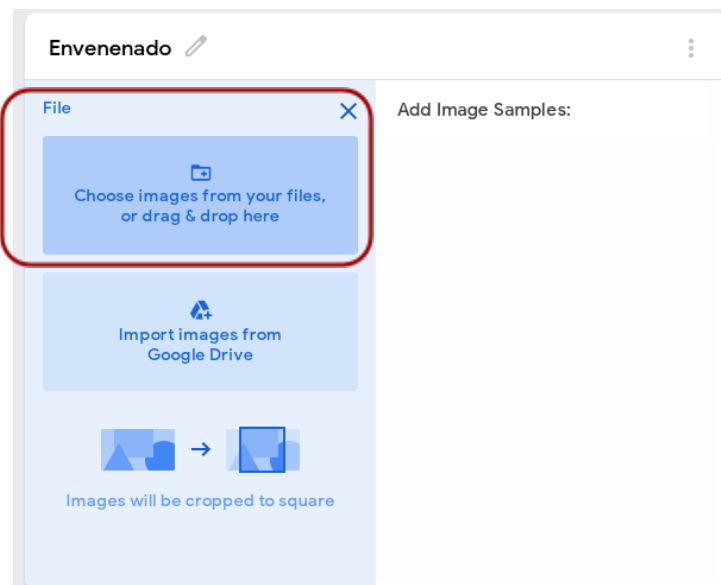 Envenenado
File
Add Image Samples:
Choose images from your files,
or drag & drop here
Import images from
Google Drive
Images will be cropped to square